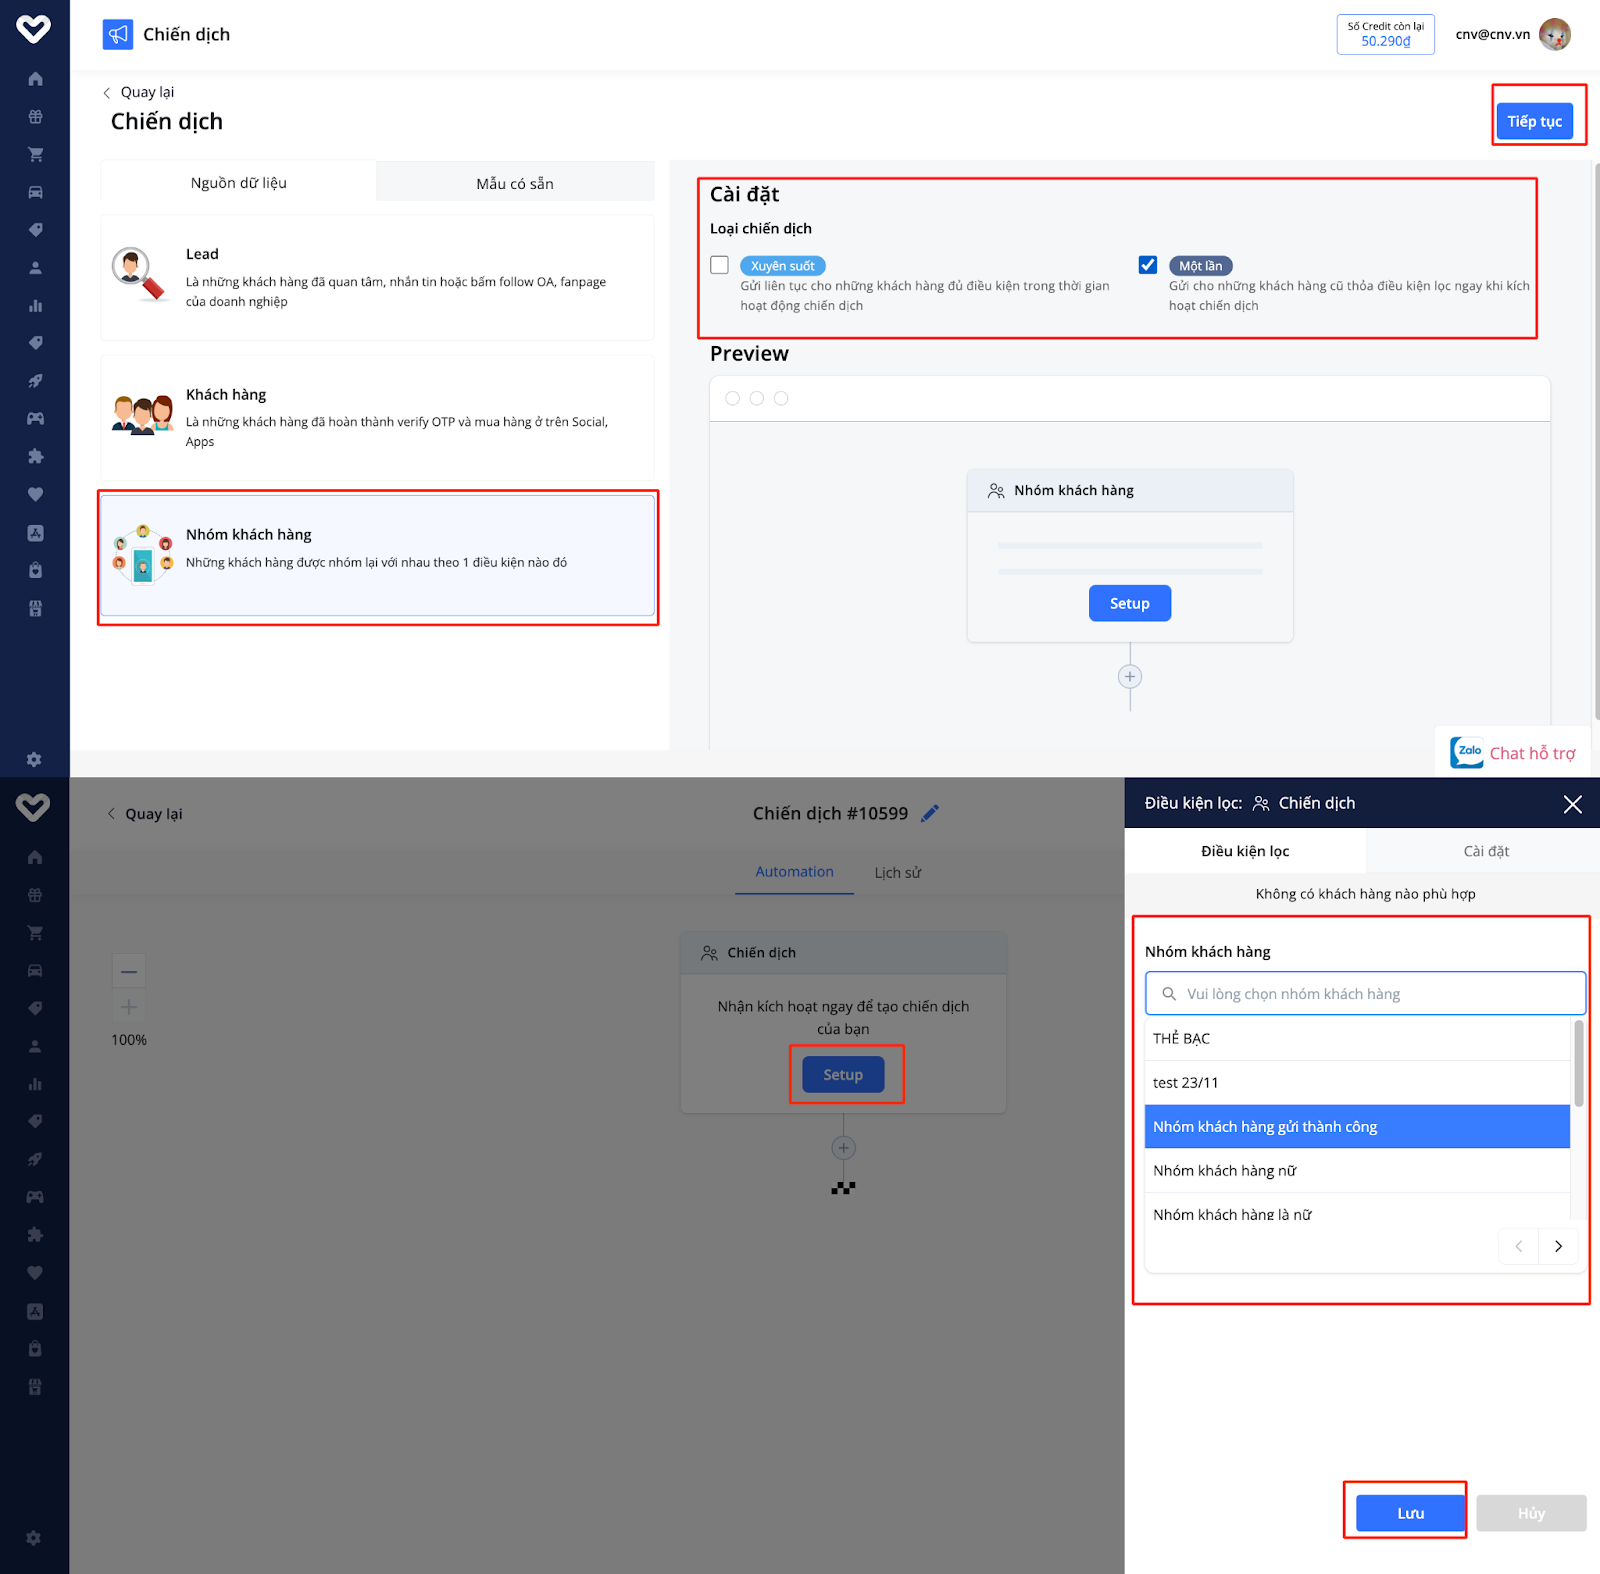 Chiến dịch
Số Credit còn lại
50.290₫
cnv@cnv.vn
Quay lại
Chiến dịch
Tiếp tục
Nguồn dữ liệu
Mẫu có sẵn
Lead
Là những khách hàng đã quan tâm, nhắn tin hoặc bấm follow OA, fanpage
của doanh nghiệp
Khách hàng
Là những khách hàng đã hoàn thành verify OTP và mua hàng ở trên Social,
Apps
Nhóm khách hàng
Những khách hàng được nhóm lại với nhau theo 1 điều kiện nào đó
Cài đặt
Loại chiến dịch
Xuyên suốt
Gửi liên tục cho những khách hàng đủ điều kiện trong thời gian
hoạt động chiến dịch
Một lần
Gửi cho những khách hàng cũ thỏa điều kiện lọc ngay khi kích
hoạt chiến dịch
Preview
Nhóm khách hàng
Setup
Zalo
Chat hỗ trợ
Quay lại
Chiến dịch #10599
Automation
Lịch sử
100%
Chiến dịch
Nhận kích hoạt ngay để tạo chiến dịch
của bạn
Setup
Điều kiện lọc: Chiến dịch
Điều kiện lọc
Cài đặt
Không có khách hàng nào phù hợp
Nhóm khách hàng
Vui lòng chọn nhóm khách hàng
THẺ BẠC
test 23/11
Nhóm khách hàng gửi thành công
Nhóm khách hàng nữ
Nhóm khách hàng là nữ
Lưu
Hủy